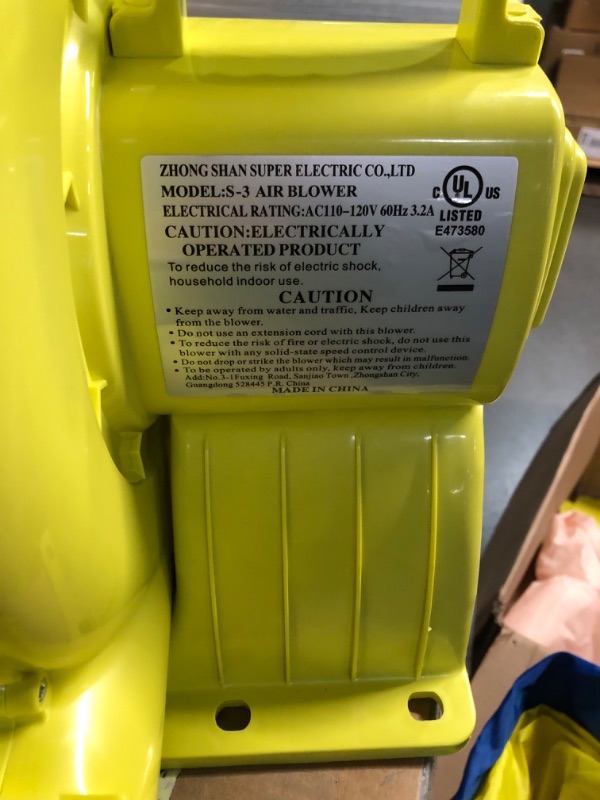 ZHONG SHAN SUPER ELECTRIC CO.,LTD
MODEL:S-3 AIR BLOWER
ELECTRICAL RATING:AC110-120V 60Hz 3.2A
CAUTION:ELECTRICALLY
OPERATED PRODUCT
To reduce the risk of electric shock,
household indoor use.
C UL US
LISTED
E473580
CAUTION
• Keep away from water and traffic, Keep children away
from the blower.
• Do not use an extension cord with this blower.
• To reduce the risk of fire or electric shock, do not use this
blower with any solid-state speed control device.
• Do not drop or strike the blower which may result in malfunction.
• To be operated by adults only, keep away from children.
Add:No.3-1Fuxing Road, Sanjiao Town ,Zhongshan City,
Guangdong 528445 P.R. China
MADE IN CHINA